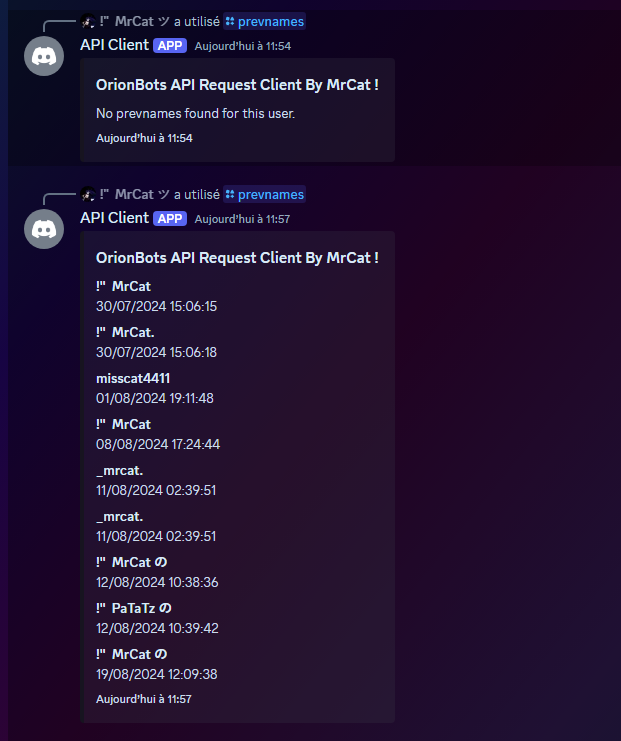 !" MrCat ツ a utilisé prevnames
API Client APP Aujourd'hui à 11:54
OrionBots API Request Client By MrCat !
No prevnames found for this user.
Aujourd'hui à 11:54
!" MrCat ツ a utilisé prevnames
API Client APP Aujourd'hui à 11:57
OrionBots API Request Client By MrCat !
!" MrCat
30/07/2024 15:06:15
!" MrCat.
30/07/2024 15:06:18
misscat4411
01/08/2024 19:11:48
!" MrCat
08/08/2024 17:24:44
_mrcat.
11/08/2024 02:39:51
_mrcat.
11/08/2024 02:39:51
!" MrCat の
12/08/2024 10:38:36
!" PaTaTz の
12/08/2024 10:39:42
!" MrCat の
19/08/2024 12:09:38
Aujourd'hui à 11:57